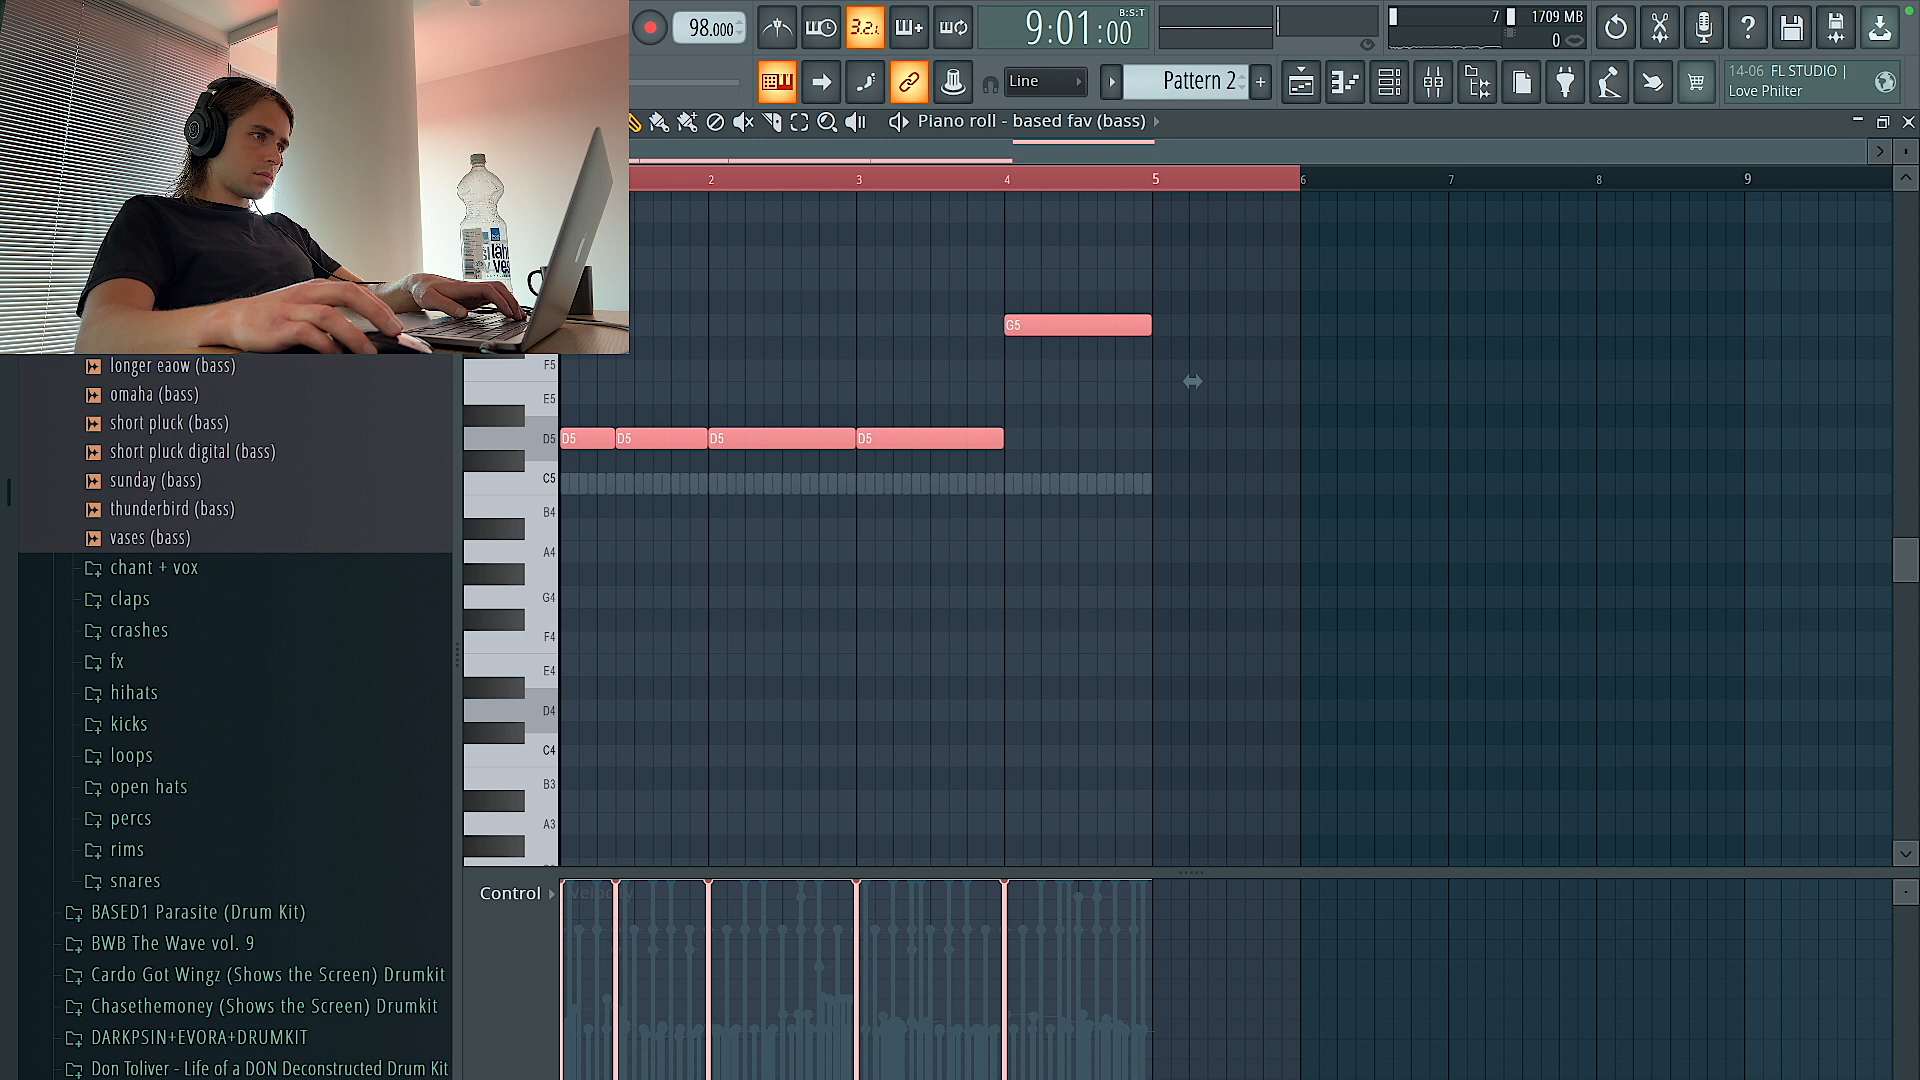 98.000
3.2.1
9:01:00
B:S:T
7
1709 MB
0
Line
Pattern 2
14-06 FL STUDIO |
Love Philter
Piano roll - based fav (bass)
2 3 4 5 6 7 8 9
G5
D5 D5 D5 D5
F5
E5
D5
C5
B4
A4
G4
F4
E4
D4
C4
B3
A3
longer eaow (bass)
omaha (bass)
short pluck (bass)
short pluck digital (bass)
sunday (bass)
thunderbird (bass)
vases (bass)
chant + vox
claps
crashes
fx
hihats
kicks
loops
open hats
percs
rims
snares
BASED1 Parasite (Drum Kit)
BWB The Wave vol. 9
Cardo Got Wingz (Shows the Screen) Drumkit
Chasethemoney (Shows the Screen) Drumkit
DARKPSIN+EVORA+DRUMKIT
Don Toliver - Life of a DON Deconstructed Drum Kit
Control
Velocity